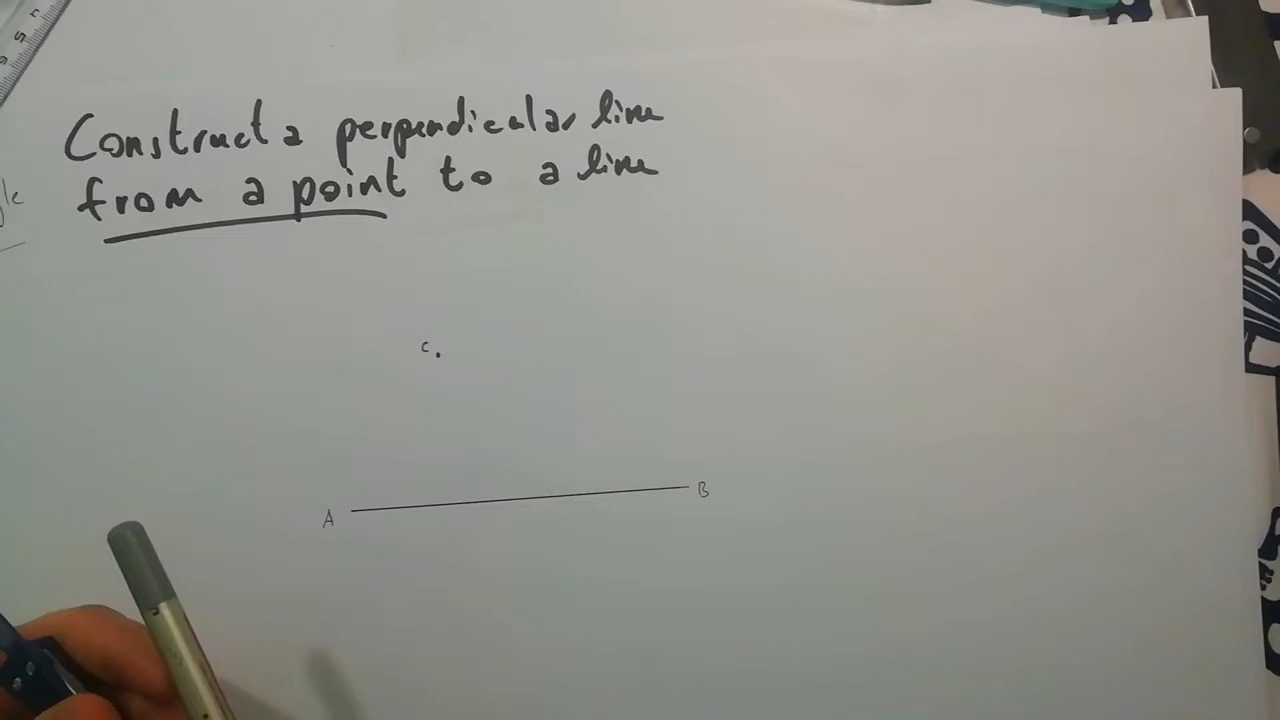 Construct a perpendicular line
from a point to a line
C
A
B